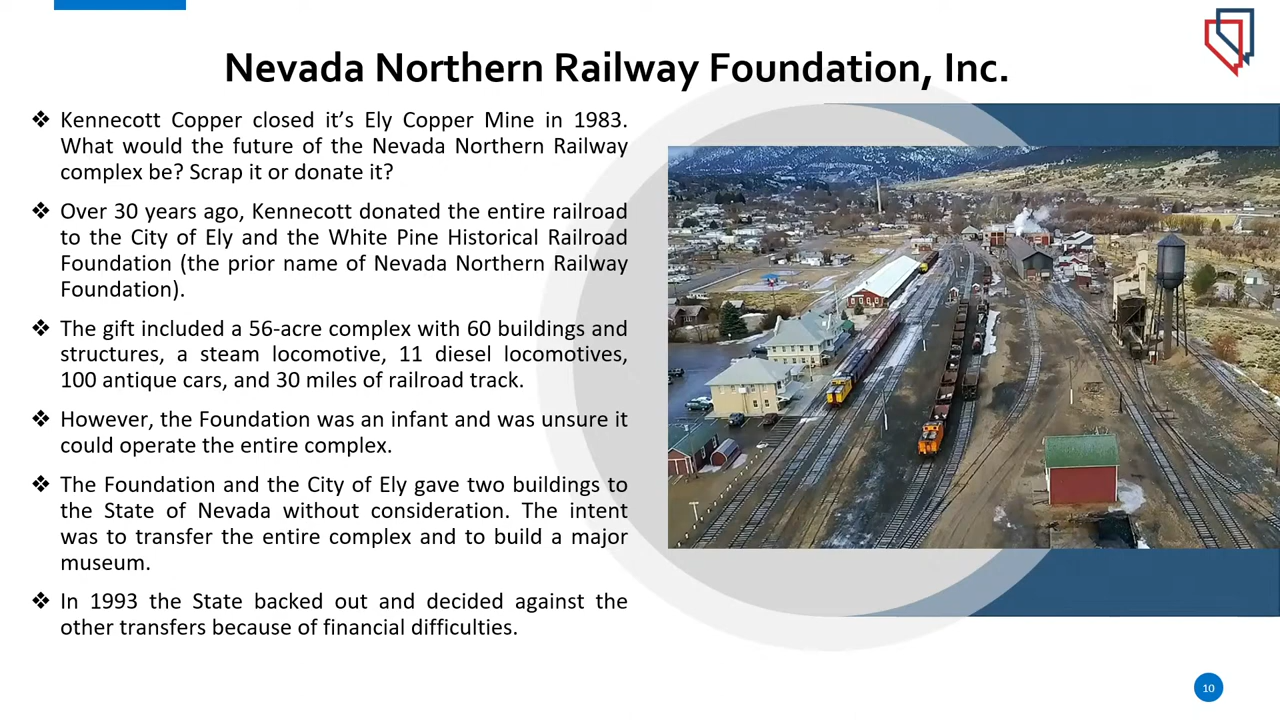 Nevada Northern Railway Foundation, Inc.
❖ Kennecott Copper closed it’s Ely Copper Mine in 1983.
What would the future of the Nevada Northern Railway
complex be? Scrap it or donate it?
❖ Over 30 years ago, Kennecott donated the entire railroad
to the City of Ely and the White Pine Historical Railroad
Foundation (the prior name of Nevada Northern Railway
Foundation).
❖ The gift included a 56-acre complex with 60 buildings and
structures, a steam locomotive, 11 diesel locomotives,
100 antique cars, and 30 miles of railroad track.
❖ However, the Foundation was an infant and was unsure it
could operate the entire complex.
❖ The Foundation and the City of Ely gave two buildings to
the State of Nevada without consideration. The intent
was to transfer the entire complex and to build a major
museum.
❖ In 1993 the State backed out and decided against the
other transfers because of financial difficulties.
10